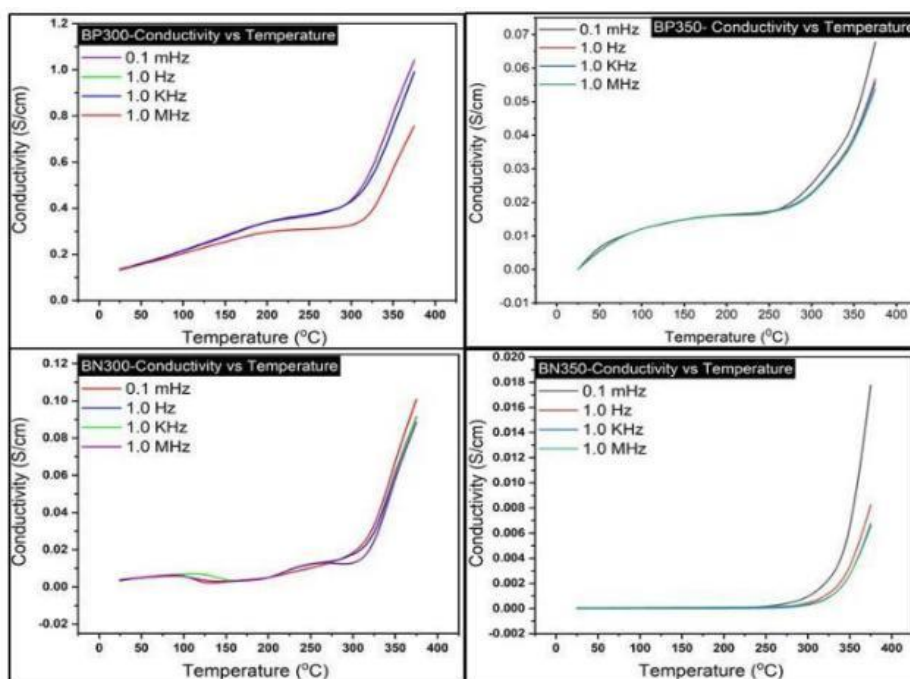 BP300-Conductivity vs Temperature
0.1 mHz
1.0 Hz
1.0 KHz
1.0 MHz
Conductivity (S/cm)
1.2
1.0
0.8
0.6
0.4
0.2
0.0
0 50 100 150 200 250 300 350 400
Temperature (°C)
BP350- Conductivity vs Temperature
0.1 mHz
1.0 Hz
1.0 KHz
1.0 MHz
Conductivity (S/cm)
0.07
0.06
0.05
0.04
0.03
0.02
0.01
0.00
-0.01
0 50 100 150 200 250 300 350 400
Temperature (°C)
BN300-Conductivity vs Temperature
0.1 mHz
1.0 Hz
1.0 KHz
1.0 MHz
Conductivity (S/cm)
0.12
0.10
0.08
0.06
0.04
0.02
0.00
-0.02
0 50 100 150 200 250 300 350 400
Temperature (°C)
BN350-Conductivity vs Temperature
0.1 mHz
1.0 Hz
1.0 KHz
1.0 MHz
Conductivity (S/cm)
0.020
0.018
0.016
0.014
0.012
0.010
0.008
0.006
0.004
0.002
0.000
-0.002
0 50 100 150 200 250 300 350 400
Temperature (°C)